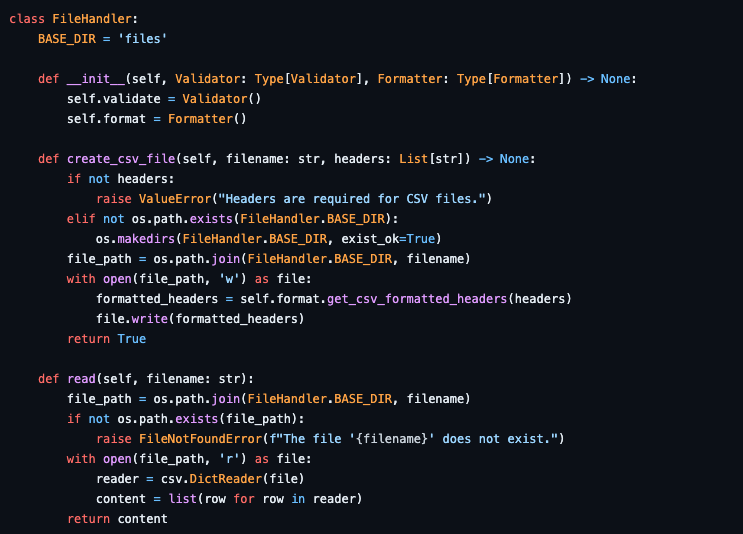 class FileHandler:
    BASE_DIR = 'files'

    def __init__(self, Validator: Type[Validator], Formatter: Type[Formatter]) -> None:
        self.validate = Validator()
        self.format = Formatter()

    def create_csv_file(self, filename: str, headers: List[str]) -> None:
        if not headers:
            raise ValueError("Headers are required for CSV files.")
        elif not os.path.exists(FileHandler.BASE_DIR):
            os.makedirs(FileHandler.BASE_DIR, exist_ok=True)
        file_path = os.path.join(FileHandler.BASE_DIR, filename)
        with open(file_path, 'w') as file:
            formatted_headers = self.format.get_csv_formatted_headers(headers)
            file.write(formatted_headers)
        return True

    def read(self, filename: str):
        file_path = os.path.join(FileHandler.BASE_DIR, filename)
        if not os.path.exists(file_path):
            raise FileNotFoundError(f"The file '{filename}' does not exist.")
        with open(file_path, 'r') as file:
            reader = csv.DictReader(file)
            content = list(row for row in reader)
        return content